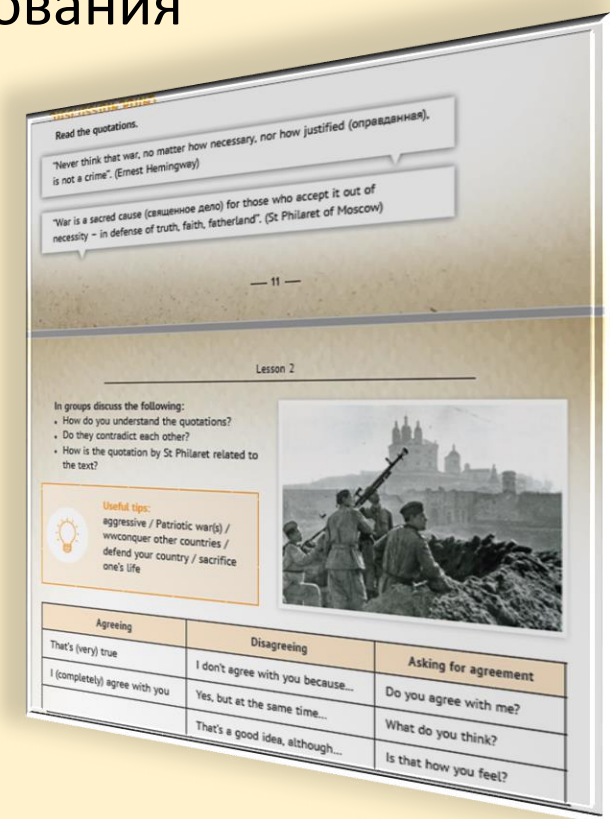 ования
DISCUSSING POINT
Read the quotations.
"Never think that war, no matter how necessary, nor how justified (оправданная),
is not a crime". (Ernest Hemingway)
"War is a sacred cause (священное дело) for those who accept it out of
necessity – in defense of truth, faith, fatherland". (St Philaret of Moscow)
— 11 —
Lesson 2
In groups discuss the following:
• How do you understand the quotations?
• Do they contradict each other?
• How is the quotation by St Philaret related to
the text?
Useful tips:
aggressive / Patriotic war(s) /
wwconquer other countries /
defend your country / sacrifice
one's life
Agreeing
Disagreeing
Asking for agreement
That's (very) true
I don't agree with you because...
Do you agree with me?
I (completely) agree with you
Yes, but at the same time...
What do you think?
That's a good idea, although...
Is that how you feel?